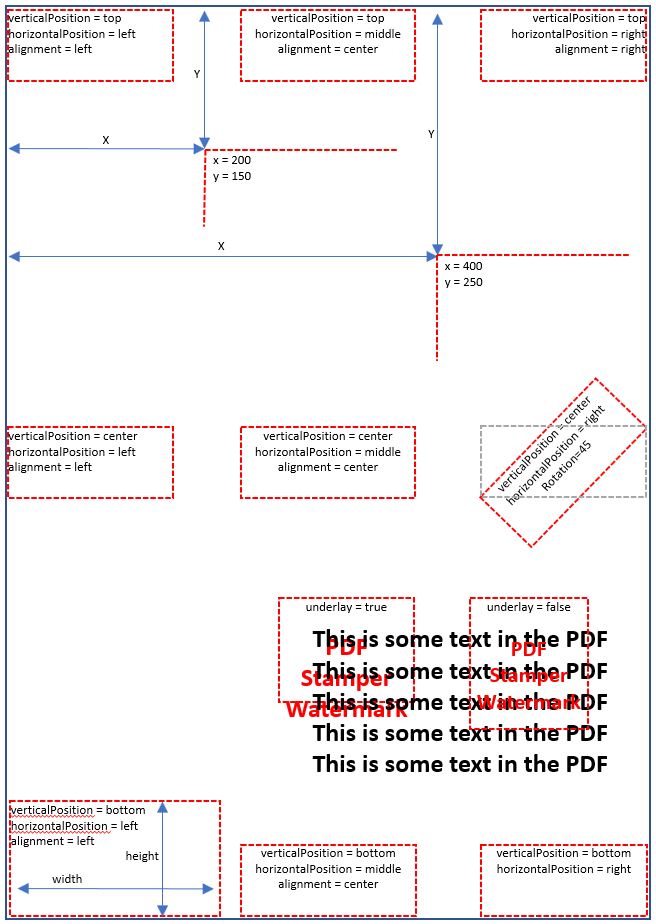 verticalPosition = top
horizontalPosition = left
alignment = left
verticalPosition = top
horizontalPosition = middle
alignment = center
verticalPosition = top
horizontalPosition = right
alignment = right
Y
X
Y
x = 200
y = 150
X
x = 400
y = 250
verticalPosition = center
horizontalPosition = left
alignment = left
verticalPosition = center
horizontalPosition = middle
alignment = center
verticalPosition = center
horizontalPosition = right
Rotation=45
underlay = true
underlay = false
This is some text in the PDF
This is some text in the PDF
This is some text in the PDF
This is some text in the PDF
This is some text in the PDF
PDF
Stamper
Watermark
PDF
Stamper
Watermark
verticalPosition = bottom
horizontalPosition = left
alignment = left
height
width
verticalPosition = bottom
horizontalPosition = middle
alignment = center
verticalPosition = bottom
horizontalPosition = right